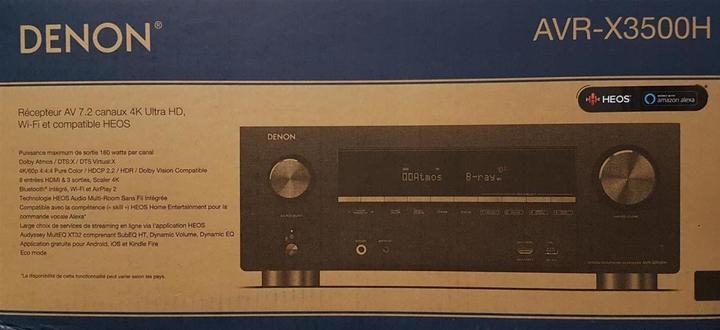 DENON®
AVR-X3500H
HEOS
amazon alexa
Récepteur AV 7.2 canaux 4K Ultra HD,
Wi-Fi et compatible HEOS
Puissance maximum de sortie 180 watts par canal
Dolby Atmos / DTS:X / DTS Virtual:X
4K/60p 4:4:4 Pure Color / HDCP 2.2 / HDR / Dolby Vision Compatible
8 entrées HDMI & 3 sorties, Scaler 4K
Bluetooth® Intégré, Wi-Fi et AirPlay 2
Technologie HEOS Audio Multi-Room Sans Fil Intégrée
Compatible avec la compétence (« skill ») HEOS Home Entertainment pour la
commande vocale Alexa*
Large choix de services de streaming en ligne via l'application HEOS
Audyssey MultEQ XT32 comprenant SubEQ HT, Dynamic Volume, Dynamic EQ
Application gratuite pour Android, iOS et Kindle Fire
Eco mode
*La disponibilité de cette fonctionnalité peut varier selon les pays.
DENON
Atmos B-ray